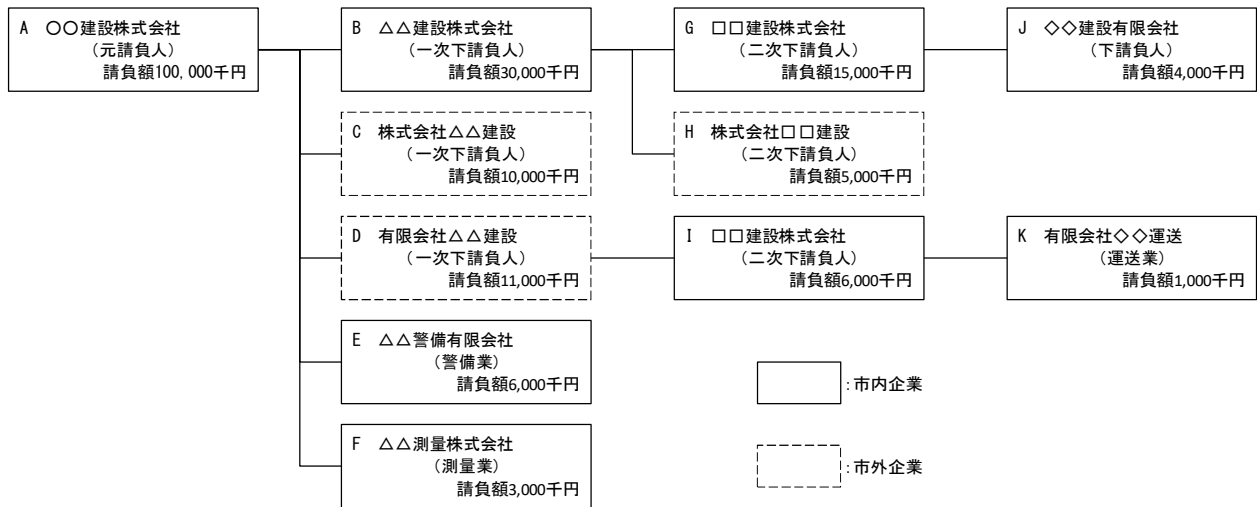 A ○○建設株式会社
(元請負人)
請負額100,000千円
B △△建設株式会社
(一次下請負人)
請負額30,000千円
G □□建設株式会社
(二次下請負人)
請負額15,000千円
J ◇◇建設有限会社
(下請負人)
請負額4,000千円
C 株式会社△△建設
(一次下請負人)
請負額10,000千円
H 株式会社□□建設
(二次下請負人)
請負額5,000千円
D 有限会社△△建設
(一次下請負人)
請負額11,000千円
I □□建設株式会社
(二次下請負人)
請負額6,000千円
K 有限会社◇◇運送
(運送業)
請負額1,000千円
E △△警備有限会社
(警備業)
請負額6,000千円
:市内企業
F △△測量株式会社
(測量業)
請負額3,000千円
:市外企業